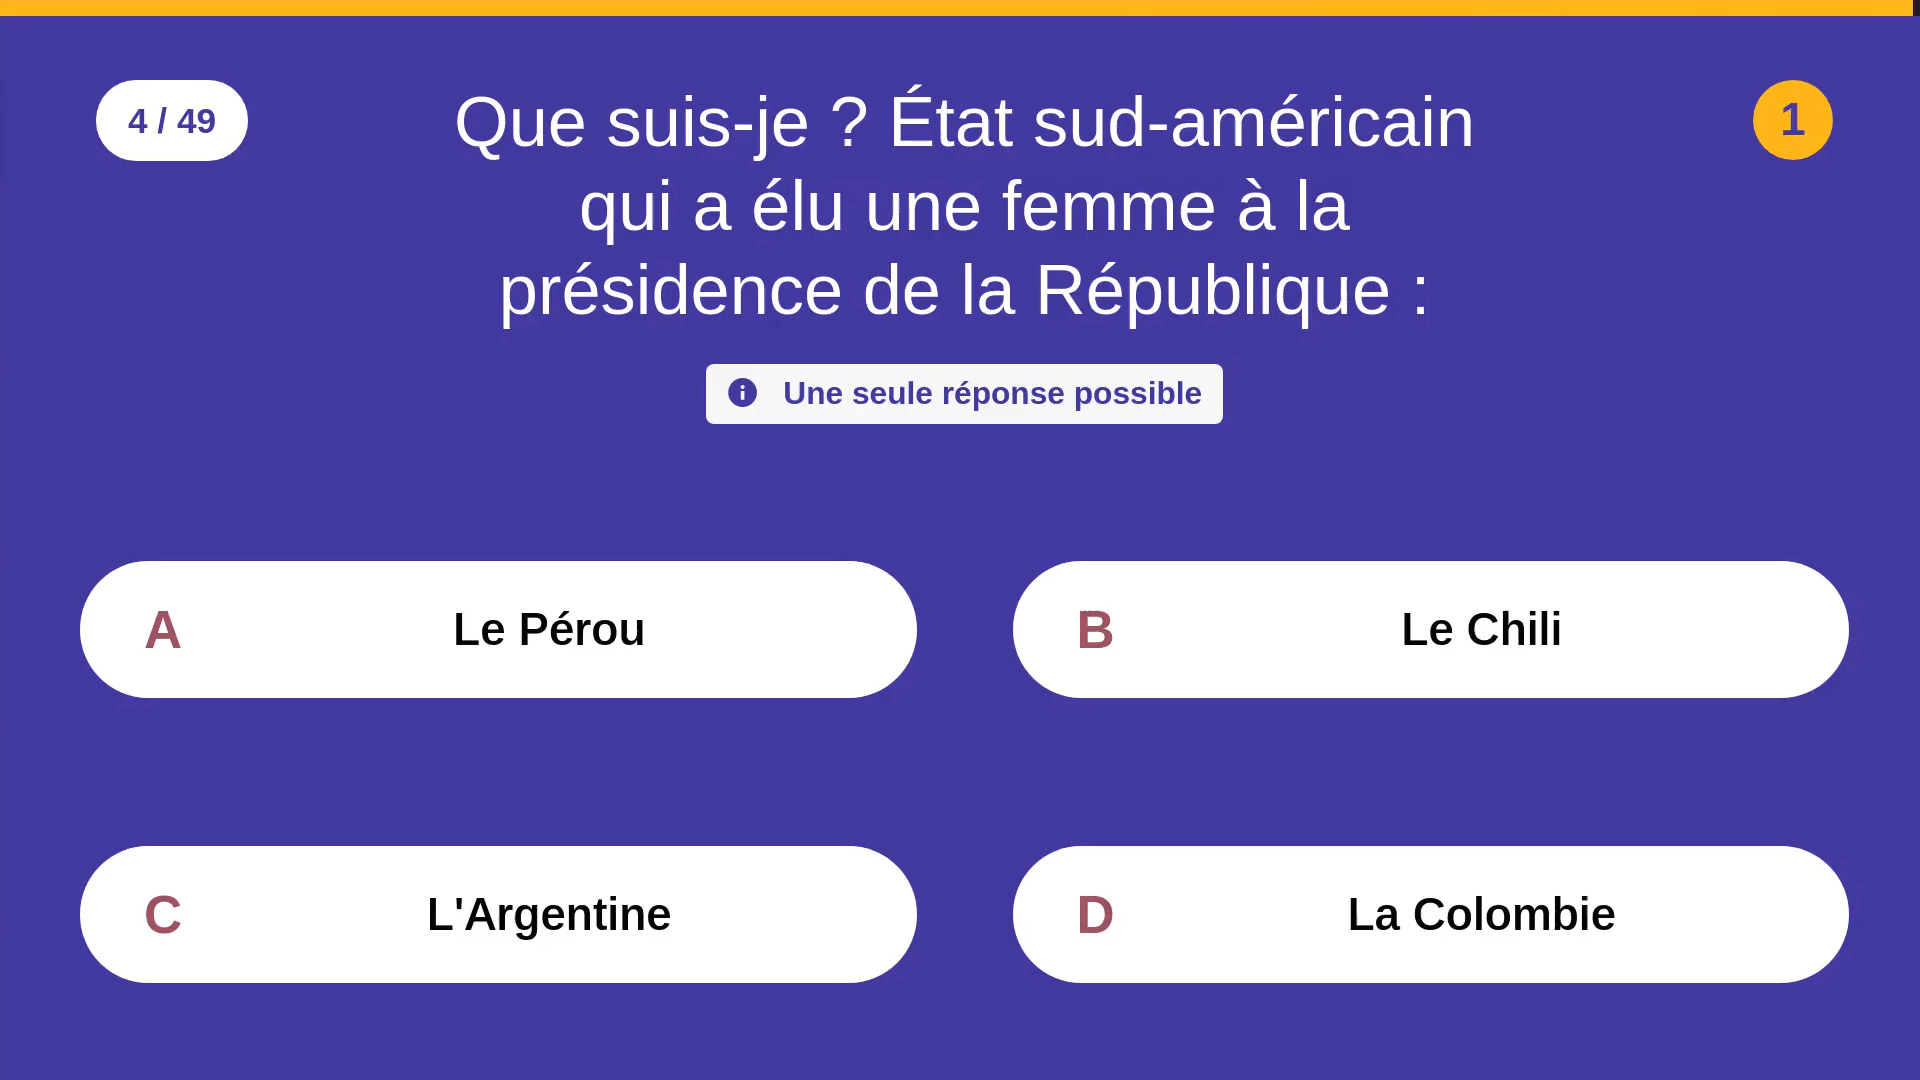 4 / 49
Que suis-je ? État sud-américain
qui a élu une femme à la
présidence de la République :
1
Une seule réponse possible
A Le Pérou
B Le Chili
C L'Argentine
D La Colombie